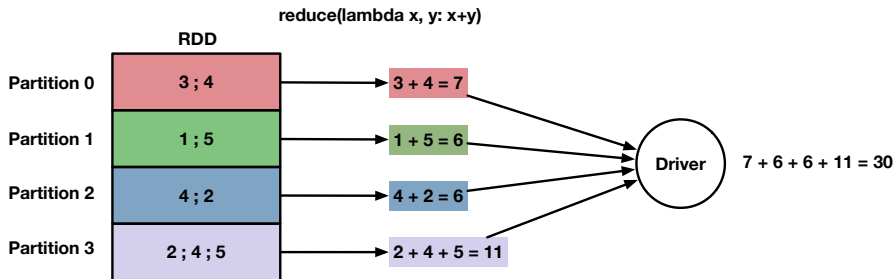 reduce(lambda x, y: x+y)
RDD
Partition 0
3 ; 4
3 + 4 = 7
Partition 1
1 ; 5
1 + 5 = 6
Driver
7 + 6 + 6 + 11 = 30
Partition 2
4 ; 2
4 + 2 = 6
Partition 3
2 ; 4 ; 5
2 + 4 + 5 = 11